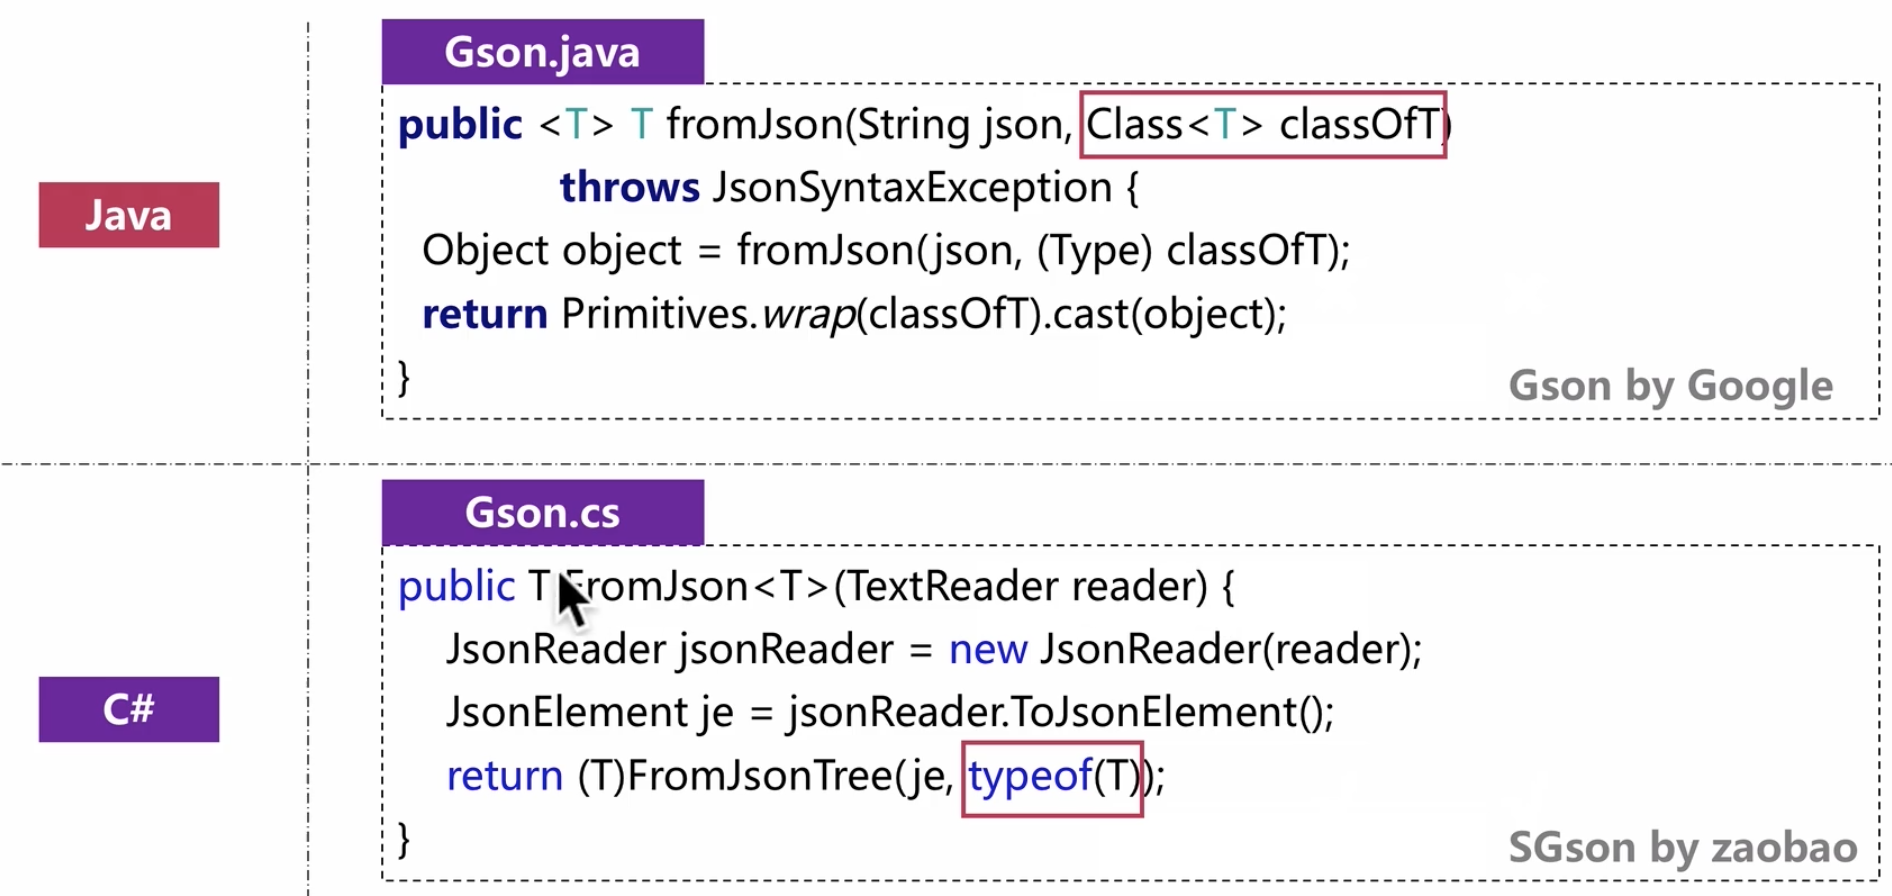 Gson.java
public <T> T fromJson(String json, Class<T> classOfT)
throws JsonSyntaxException {
Object object = fromJson(json, (Type) classOfT);
return Primitives.wrap(classOfT).cast(object);
}
Gson by Google
Java
Gson.cs
public T FromJson<T>(TextReader reader) {
JsonReader jsonReader = new JsonReader(reader);
JsonElement je = jsonReader.ToJsonElement();
return (T)FromJsonTree(je, typeof(T));
}
SGson by zaobao
C#